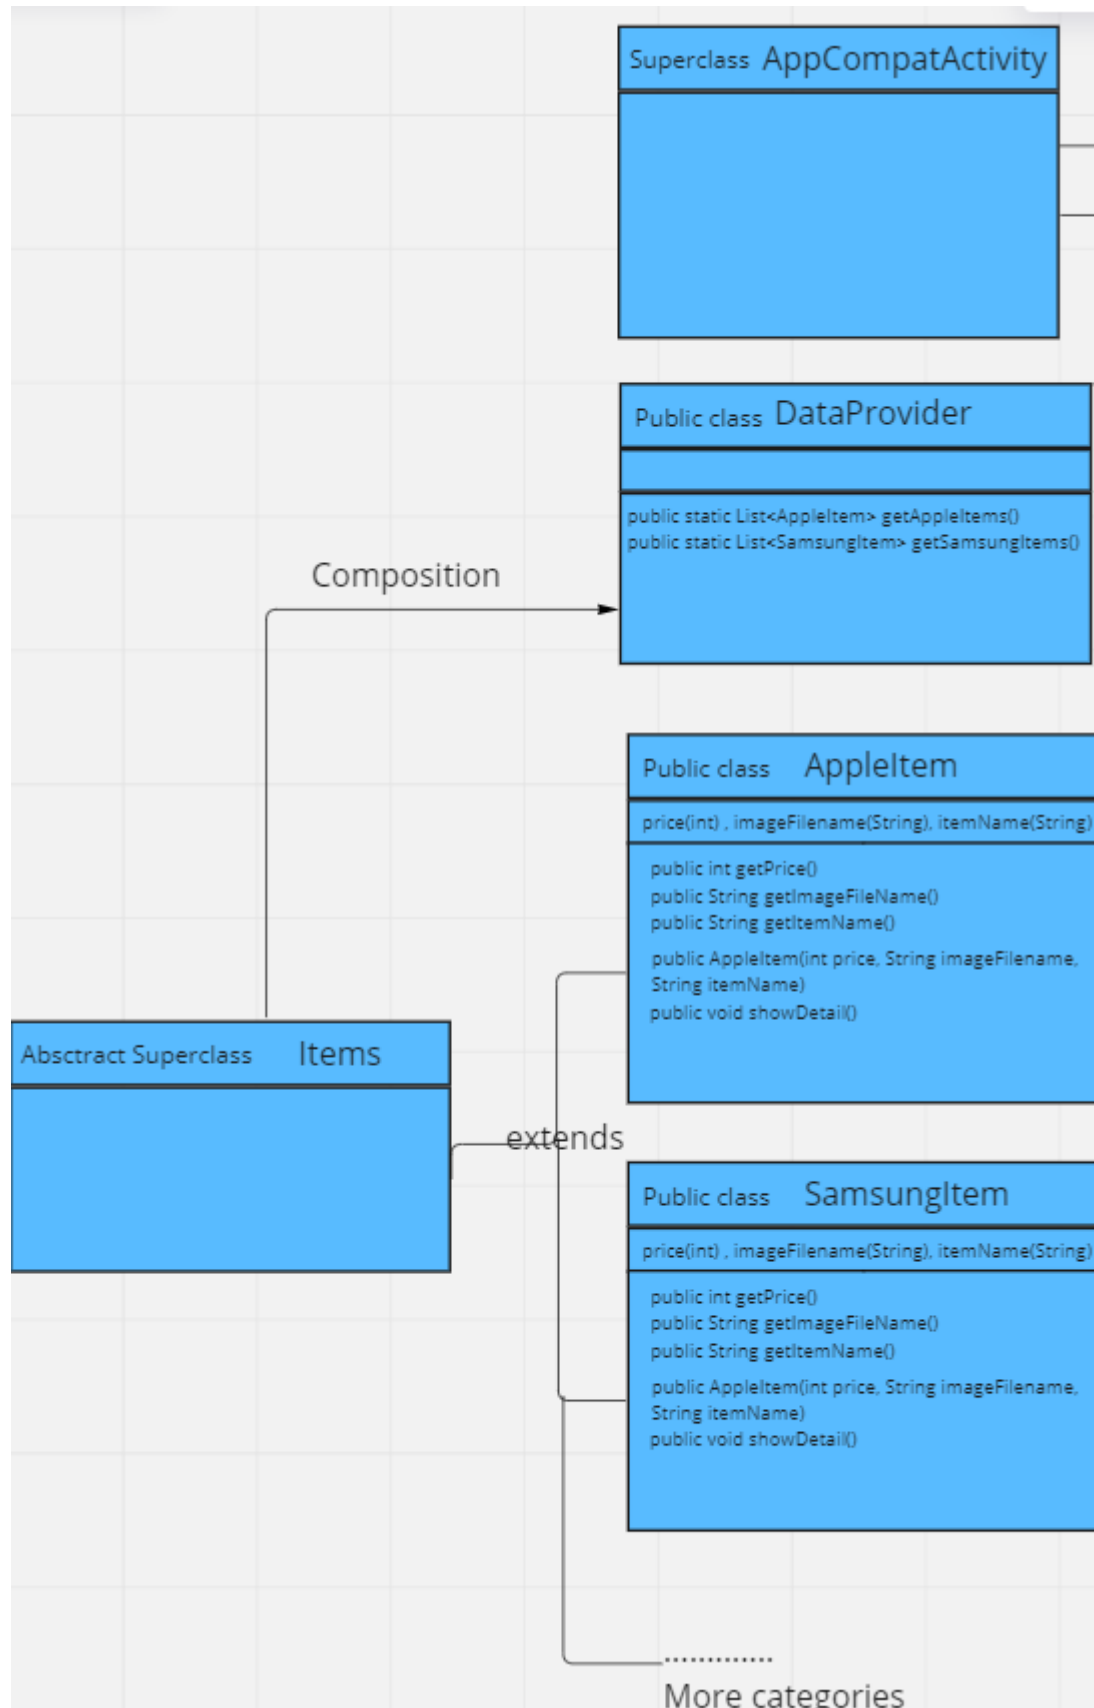 Superclass AppCompatActivity
Public class DataProvider
public static List<AppleItem> getAppleItems()
public static List<SamsungItem> getSamsungItems()
Composition
Public class AppleItem
price(int) , imageFilename(String), itemName(String)
public int getPrice()
public String getImageFileName()
public String getItemName()
public AppleItem(int price, String imageFilename,
String itemName)
public void showDetail()
Absctract Superclass Items
extends
Public class SamsungItem
price(int) , imageFilename(String), itemName(String)
public int getPrice()
public String getImageFileName()
public String getItemName()
public AppleItem(int price, String imageFilename,
String itemName)
public void showDetail()
.............
More categories